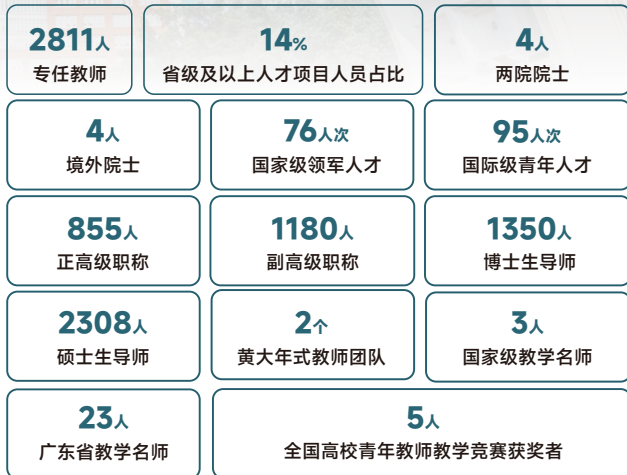 2811人
专任教师
14%
省级及以上人才项目人员占比
4人
两院院士
4人
境外院士
76人次
国家级领军人才
95人次
国际级青年人才
855人
正高级职称
1180人
副高级职称
1350人
博士生导师
2308人
硕士生导师
2个
黄大年式教师团队
3人
国家级教学名师
23人
广东省教学名师
5人
全国高校青年教师教学竞赛获奖者